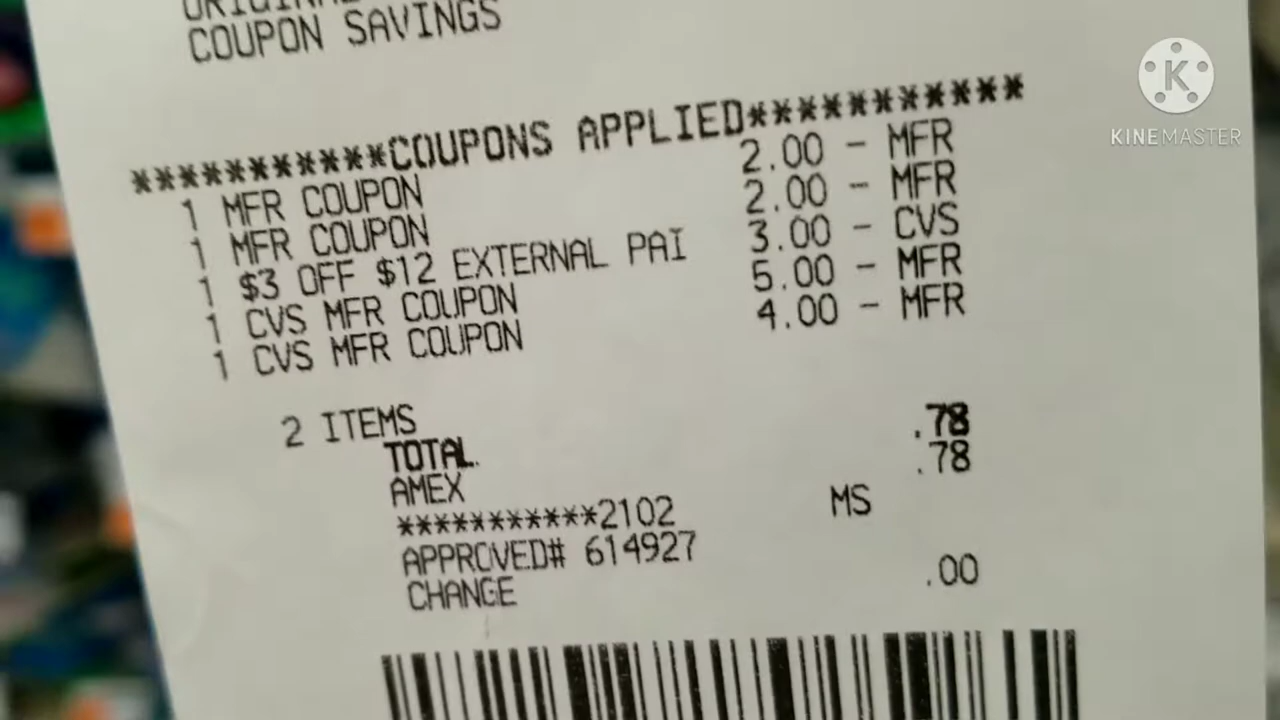 ORIGINAL
COUPON SAVINGS
***********COUPONS APPLIED***********
1 MFR COUPON 2.00 - MFR
1 MFR COUPON 2.00 - MFR
1 $3 OFF $12 EXTERNAL PAI 3.00 - CVS
1 CVS MFR COUPON 5.00 - MFR
1 CVS MFR COUPON 4.00 - MFR
2 ITEMS
TOTAL .78
AMEX .78
***********2102 MS
APPROVED# 614927
CHANGE .00
K
KINEMASTER